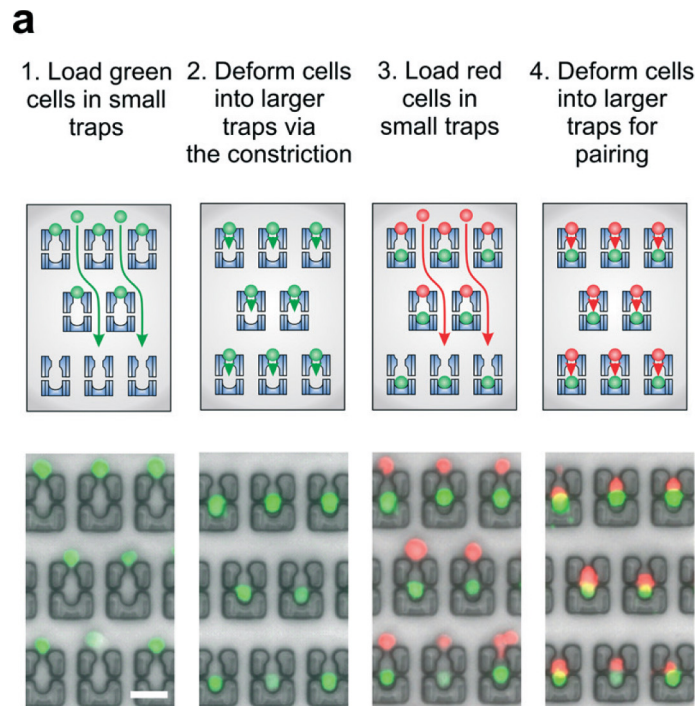 a
1. Load green
cells in small
traps
2. Deform cells
into larger
traps via
the constriction
3. Load red
cells in
small traps
4. Deform cells
into larger
traps for
pairing